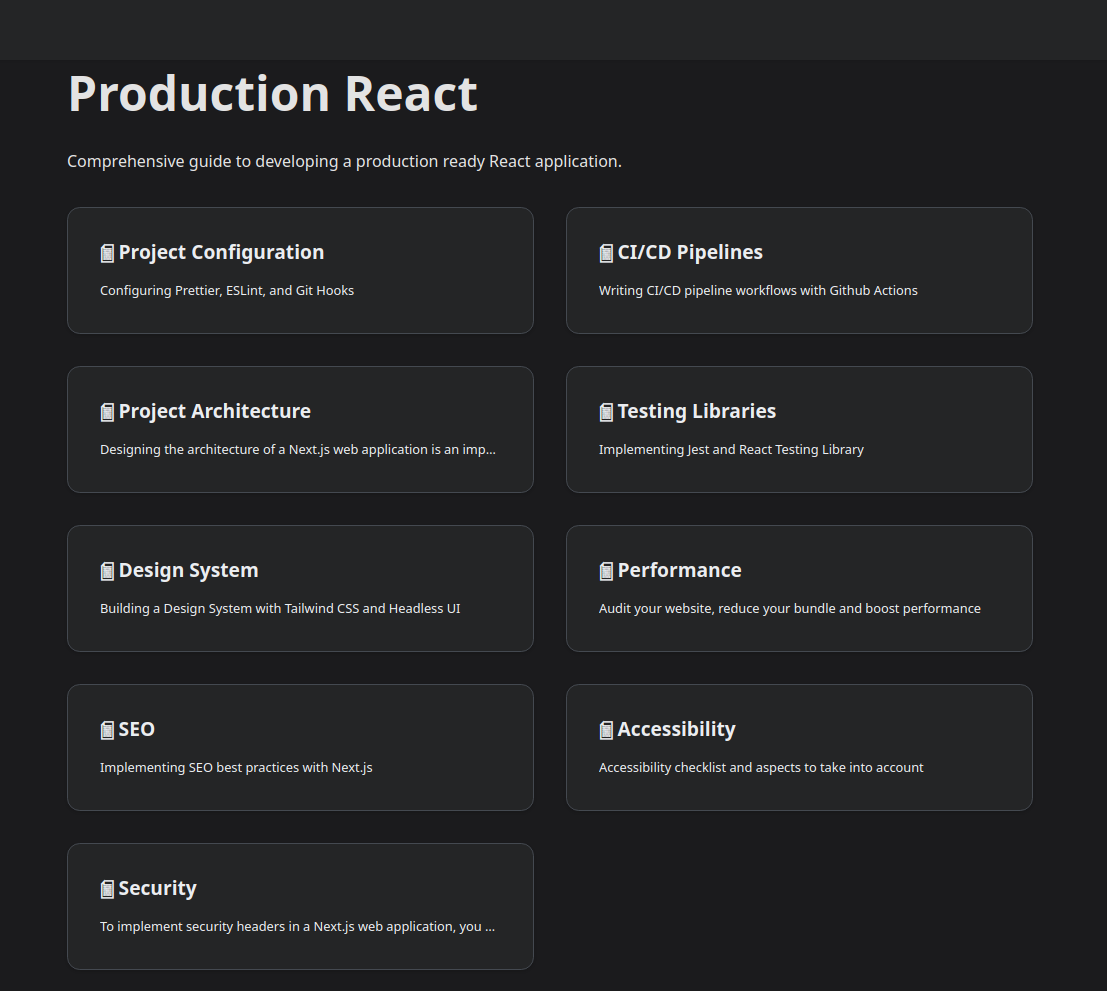 Production React
Comprehensive guide to developing a production ready React application.
Project Configuration
Configuring Prettier, ESLint, and Git Hooks
CI/CD Pipelines
Writing CI/CD pipeline workflows with Github Actions
Project Architecture
Designing the architecture of a Next.js web application is an imp...
Testing Libraries
Implementing Jest and React Testing Library
Design System
Building a Design System with Tailwind CSS and Headless UI
Performance
Audit your website, reduce your bundle and boost performance
SEO
Implementing SEO best practices with Next.js
Accessibility
Accessibility checklist and aspects to take into account
Security
To implement security headers in a Next.js web application, you ...